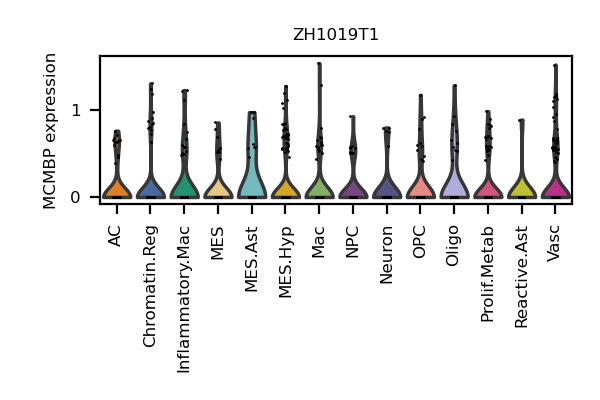 ZH1019T1
MCMBP expression
1
0
AC
Chromatin.Reg
Inflammatory.Mac
MES
MES.Ast
MES.Hyp
Mac
NPC
Neuron
OPC
Oligo
Prolif.Metab
Reactive.Ast
Vasc